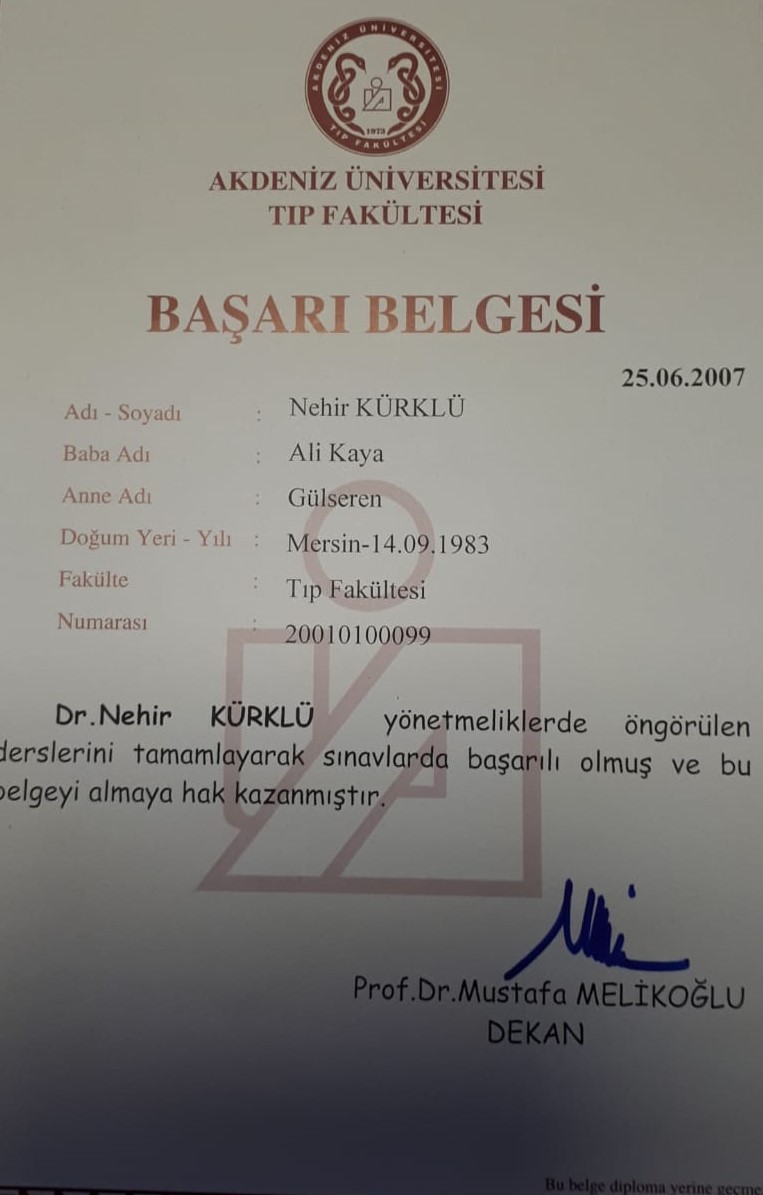 AKDENİZ ÜNİVERSİTESİ
TIP FAKÜLTESİ
1973
AKDENİZ ÜNİVERSİTESİ
TIP FAKÜLTESİ
BAŞARI BELGESİ
25.06.2007
Adı - Soyadı : Nehir KÜRKLÜ
Baba Adı : Ali Kaya
Anne Adı : Gülseren
Doğum Yeri - Yılı : Mersin-14.09.1983
Fakülte : Tıp Fakültesi
Numarası : 20010100099
Dr.Nehir KÜRKLÜ yönetmeliklerde öngörülen
derslerini tamamlayarak sınavlarda başarılı olmuş ve bu
belgeyi almaya hak kazanmıştır.
Prof.Dr.Mustafa MELİKOĞLU
DEKAN
Bu belge diploma yerine geçme